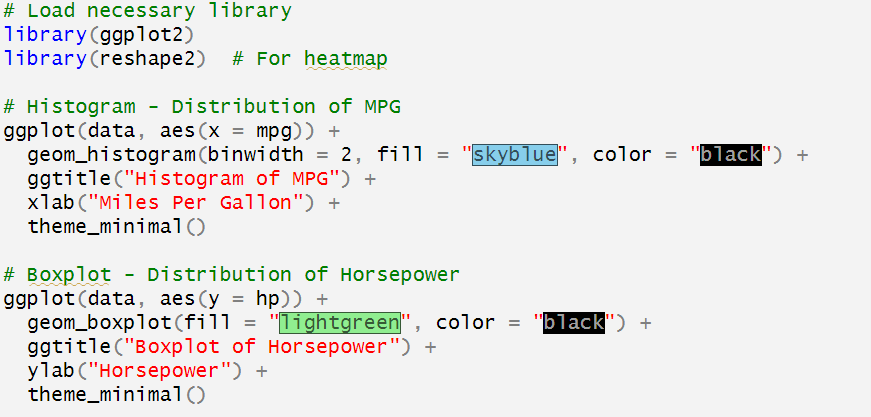 # Load necessary library
library(ggplot2)
library(reshape2)  # For heatmap

# Histogram - Distribution of MPG
ggplot(data, aes(x = mpg)) +
  geom_histogram(binwidth = 2, fill = "skyblue", color = "black") +
  ggtitle("Histogram of MPG") +
  xlab("Miles Per Gallon") +
  theme_minimal()

# Boxplot - Distribution of Horsepower
ggplot(data, aes(y = hp)) +
  geom_boxplot(fill = "lightgreen", color = "black") +
  ggtitle("Boxplot of Horsepower") +
  ylab("Horsepower") +
  theme_minimal()